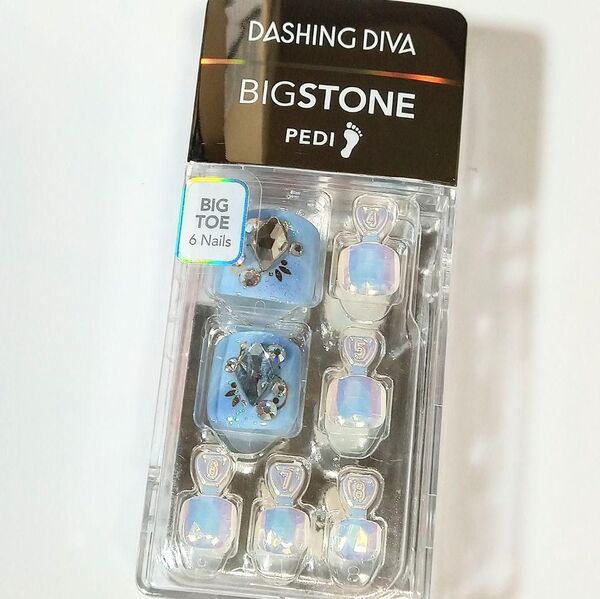 DASHING DIVA
BIGSTONE
PEDI
BIG
TOE
6 Nails
4
5
6
7
8